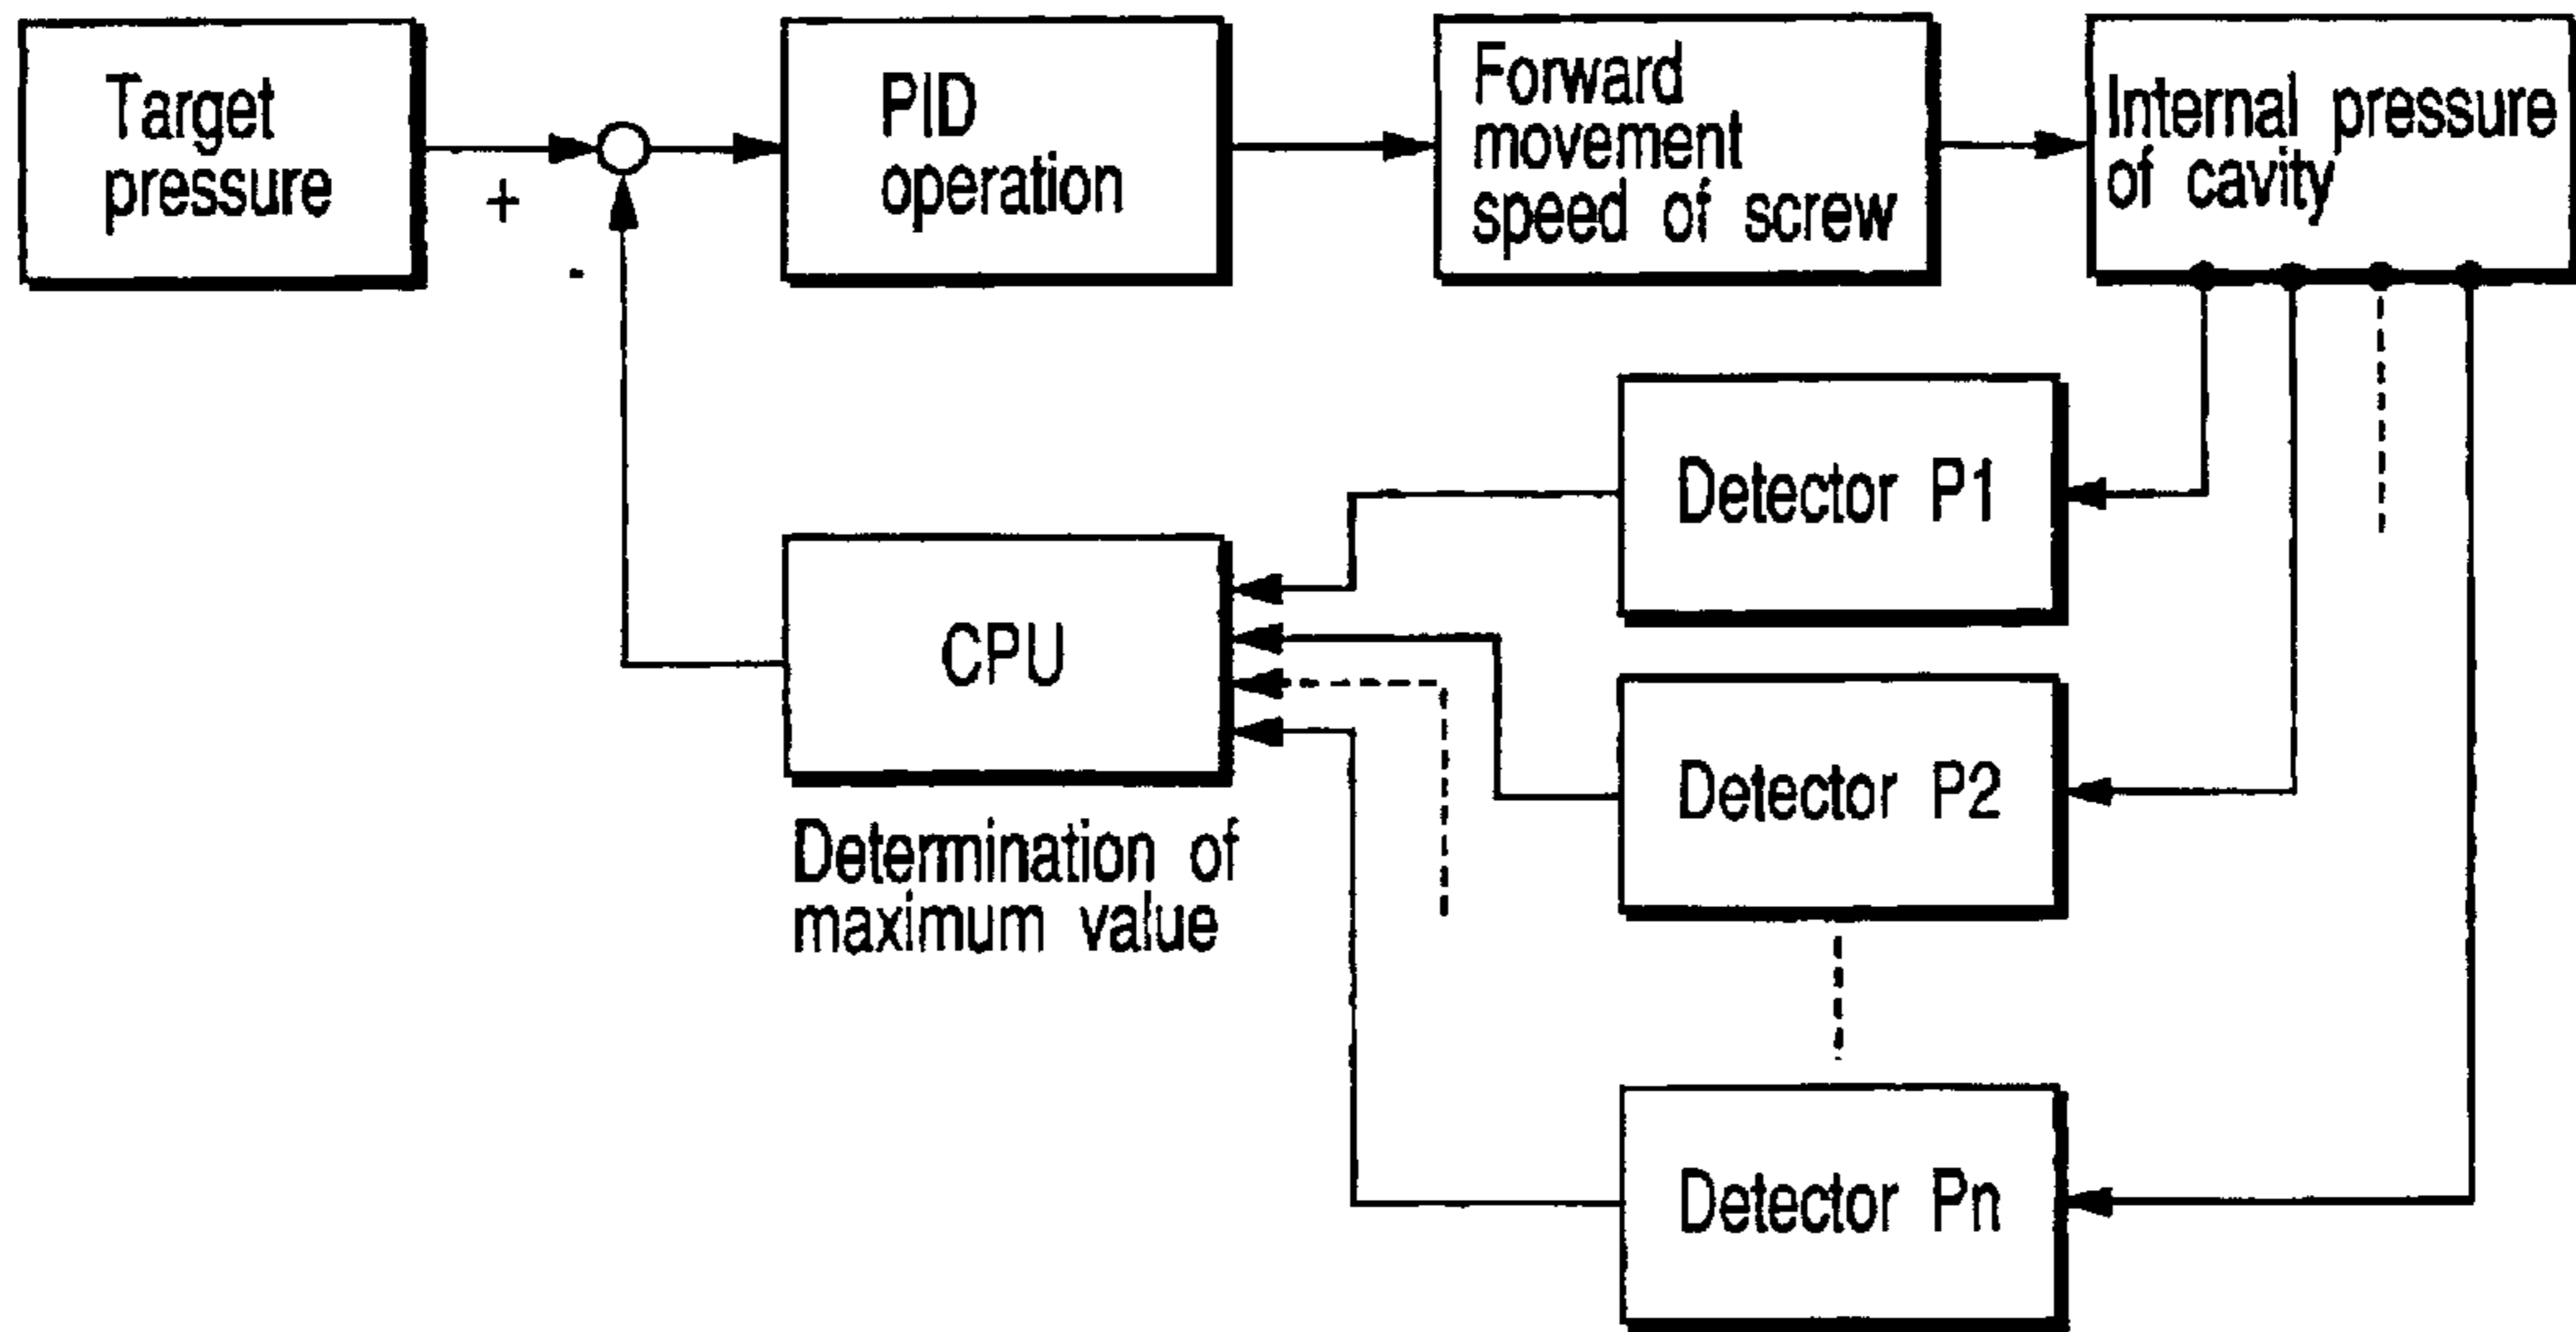 Target
pressure
+
-
PID
operation
Forward
movement
speed of screw
Internal pressure
of cavity
Detector P1
CPU
Determination of
maximum value
Detector P2
Detector Pn